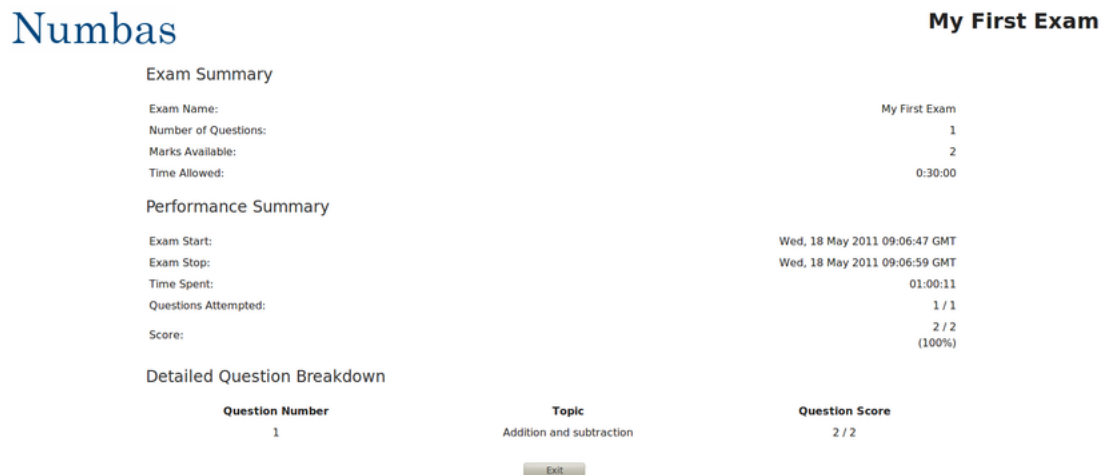 Numbas
My First Exam
Exam Summary
Exam Name: My First Exam
Number of Questions: 1
Marks Available: 2
Time Allowed: 0:30:00
Performance Summary
Exam Start: Wed, 18 May 2011 09:06:47 GMT
Exam Stop: Wed, 18 May 2011 09:06:59 GMT
Time Spent: 01:00:11
Questions Attempted: 1 / 1
Score: 2 / 2
(100%)
Detailed Question Breakdown
Question Number Topic Question Score
1 Addition and subtraction 2 / 2
Exit